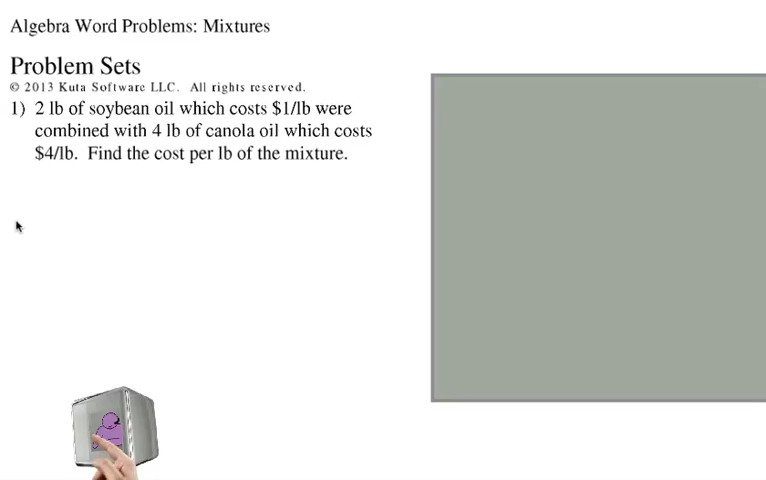 Algebra Word Problems: Mixtures
Problem Sets
© 2013 Kuta Software LLC. All rights reserved.
1) 2 lb of soybean oil which costs $1/lb were
combined with 4 lb of canola oil which costs
$4/lb. Find the cost per lb of the mixture.